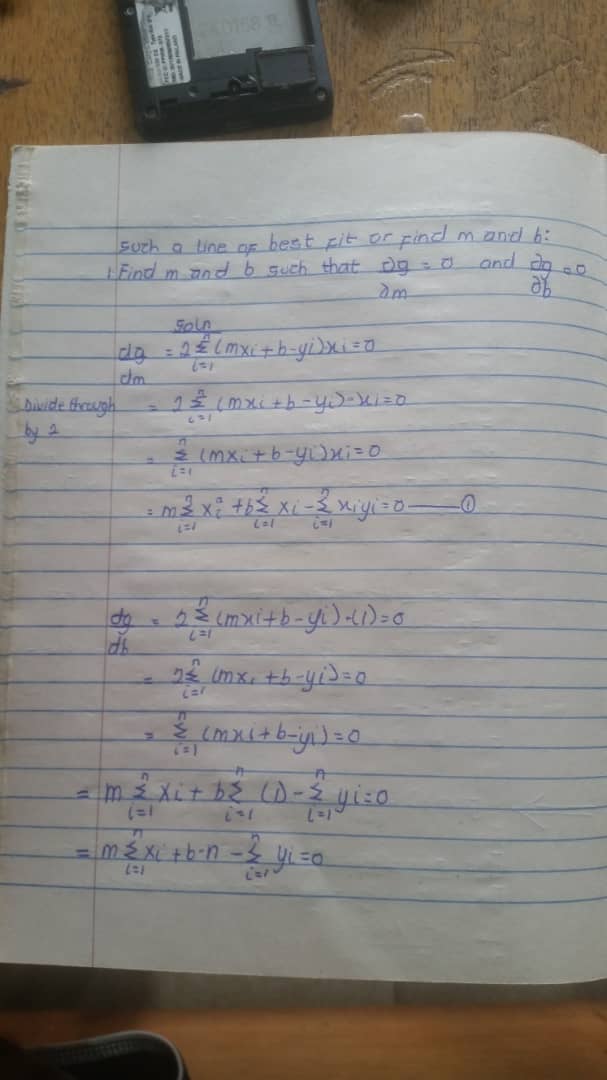 such a line of best fit or find m and b:
1. Find m and b such that ∂g/∂m = 0 and ∂g/∂b = 0
soln
dg/dm = 2 Σ_{i=1}^{n} (mxi + b - yi)xi = 0
Divide through by 2
= 2 Σ_{i=1}^{n} (mxi + b - yi)·xi = 0
= Σ_{i=1}^{n} (mxi + b - yi)xi = 0
= m Σ_{i=1}^{n} xi² + b Σ_{i=1}^{n} xi - Σ_{i=1}^{n} xiyi = 0 —— ①
dg/db = 2 Σ_{i=1}^{n} (mxi + b - yi)·(1) = 0
= 2 Σ_{i=1}^{n} (mxi + b - yi) = 0
= Σ_{i=1}^{n} (mxi + b - yi) = 0
= m Σ_{i=1}^{n} xi + b Σ_{i=1}^{n} (1) - Σ_{i=1}^{n} yi = 0
= m Σ_{i=1}^{n} xi + b·n - Σ_{i=1}^{n} yi = 0